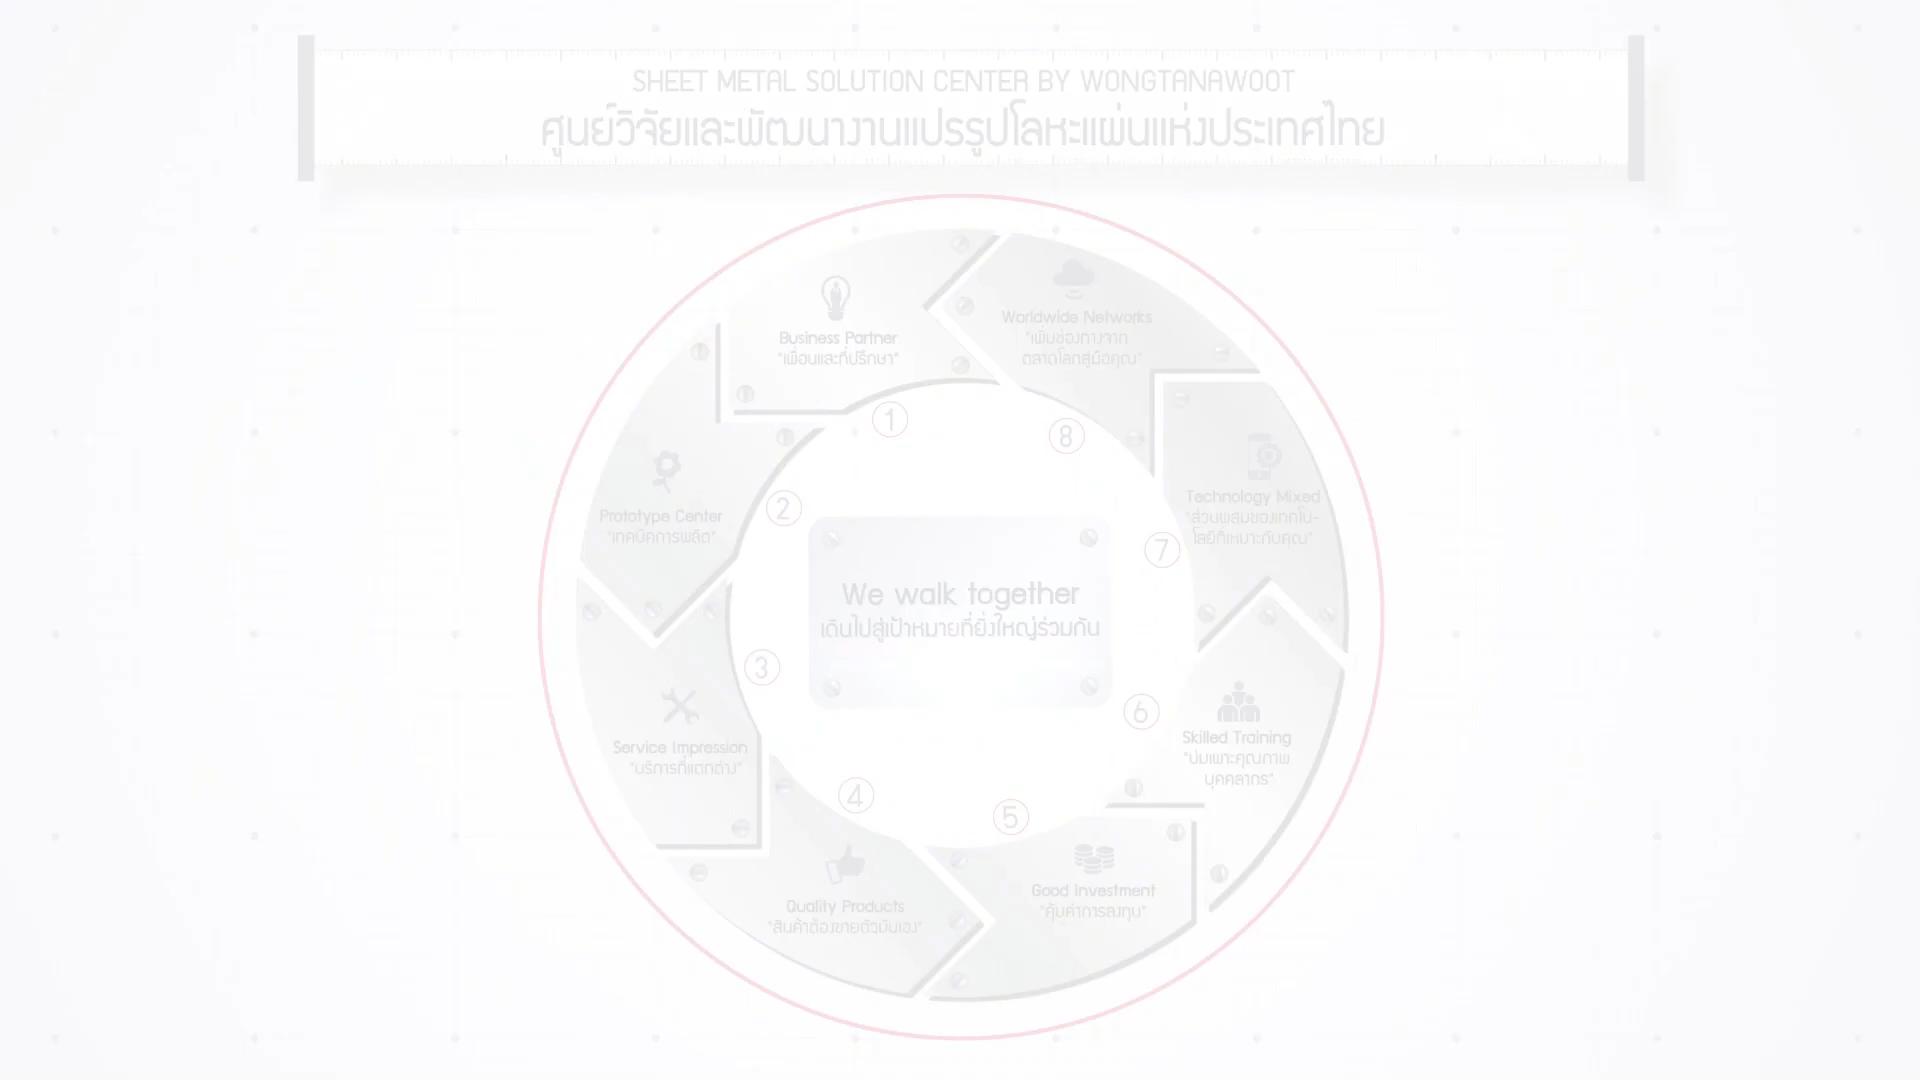 SHEET METAL SOLUTION CENTER BY WONGTANAWOOT
ศูนย์วิจัยและพัฒนางานแปรรูปโลหะแผ่นแห่งประเทศไทย
Business Partner
"เพื่อนและที่ปรึกษา"
1
Prototype Center
"เทคนิคการผลิต"
2
Service Impression
"บริการที่แตกต่าง"
3
Quality Products
"สินค้าต้องขายตัวมันเอง"
4
Good Investment
"คุ้มค่าการลงทุน"
5
Skilled Training
"บ่มเพาะคุณภาพ
บุคคลากร"
6
Technology Mixed
"ส่วนผสมของเทคโน-
โลยีที่เหมาะกับคุณ"
7
Worldwide Networks
"เพิ่มช่องทางจาก
ตลาดโลกสู่มือคุณ"
8
We walk together
เดินไปสู่เป้าหมายที่ยิ่งใหญ่ร่วมกัน